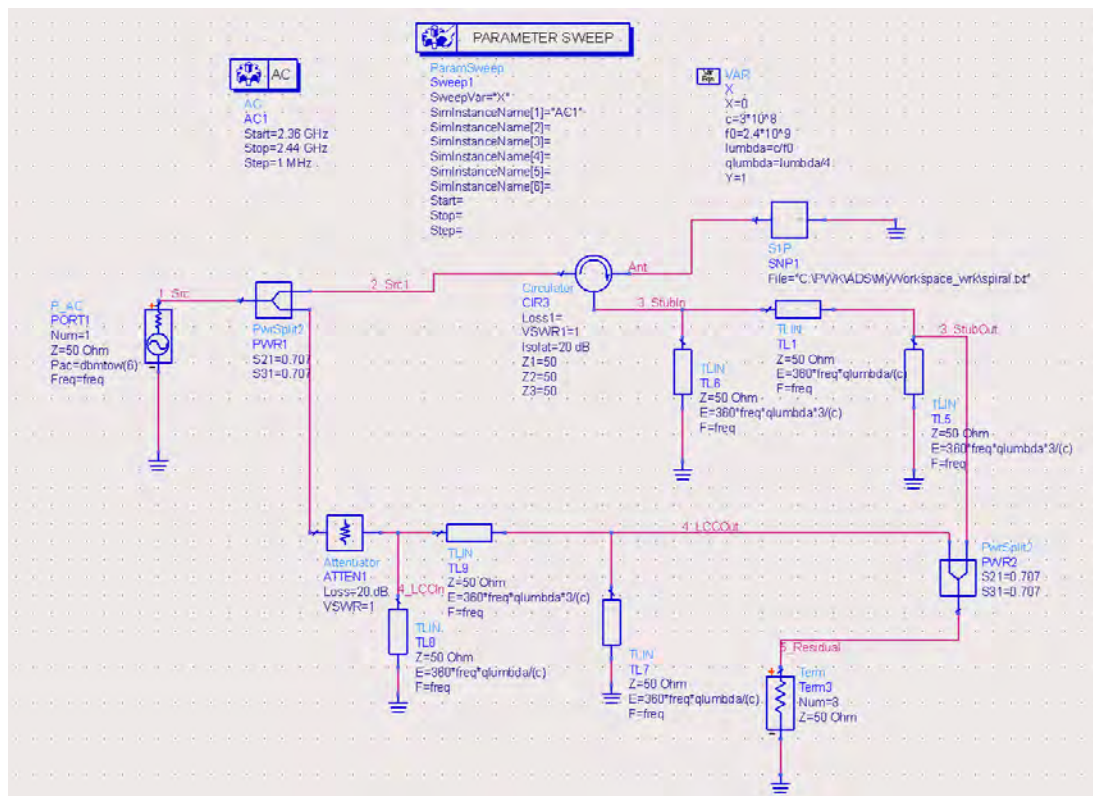 PARAMETER SWEEP
AC
ParamSweep
Sweep1
SweepVar="X"
SimInstanceName[1]="AC1"
SimInstanceName[2]=
SimInstanceName[3]=
SimInstanceName[4]=
SimInstanceName[5]=
SimInstanceName[6]=
Start=
Stop=
Step=
AC
AC1
Start=2.36 GHz
Stop=2.44 GHz
Step=1 MHz
Var
Eqn
VAR
X
X=0
c=3*10^8
f0=2.4*10^9
lumbda=c/f0
qlumbda=lumbda/4
Y=1
1_Src
P_AC
PORT1
Num=1
Z=50 Ohm
Pac=dbmtow(6)
Freq=freq
PwrSplit2
PWR1
S21=0.707
S31=0.707
2_Src1
Circulator
CIR3
Loss1=
VSWR1=1
Isolat=20 dB
Z1=50
Z2=50
Z3=50
Ant
S1P
SNP1
File="C:\PWK\ADS\MyWorkspace_wrk\spiral.txt"
3_StubIn
TLIN
TL1
Z=50 Ohm
E=360*freq*qlumbda/(c)
F=freq
3_StubOut
TLIN
TL6
Z=50 Ohm
E=360*freq*qlumbda*3/(c)
F=freq
TLIN
TL5
Z=50 Ohm
E=360*freq*qlumbda*3/(c)
F=freq
Attenuator
ATTEN1
Loss=20 dB
VSWR=1
4_LCCIn
TLIN
TL9
Z=50 Ohm
E=360*freq*qlumbda*3/(c)
F=freq
4_LCCOut
TLIN
TL8
Z=50 Ohm
E=360*freq*qlumbda/(c)
F=freq
TLIN
TL7
Z=50 Ohm
E=360*freq*qlumbda/(c)
F=freq
PwrSplit2
PWR2
S21=0.707
S31=0.707
5_Residual
Term
Term3
Num=3
Z=50 Ohm